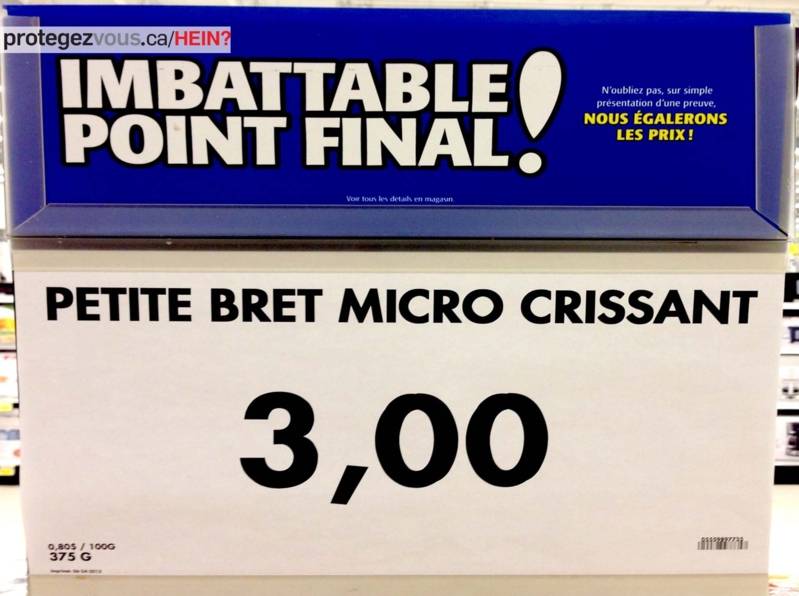 protegezvous.ca/HEIN?
IMBATTABLE
POINT FINAL!
N'oubliez pas, sur simple
présentation d'une preuve,
NOUS ÉGALERONS
LES PRIX !
Voir tous les détails en magasin.
PETITE BRET MICRO CRISSANT
3,00
0,80$ / 100G
375 G